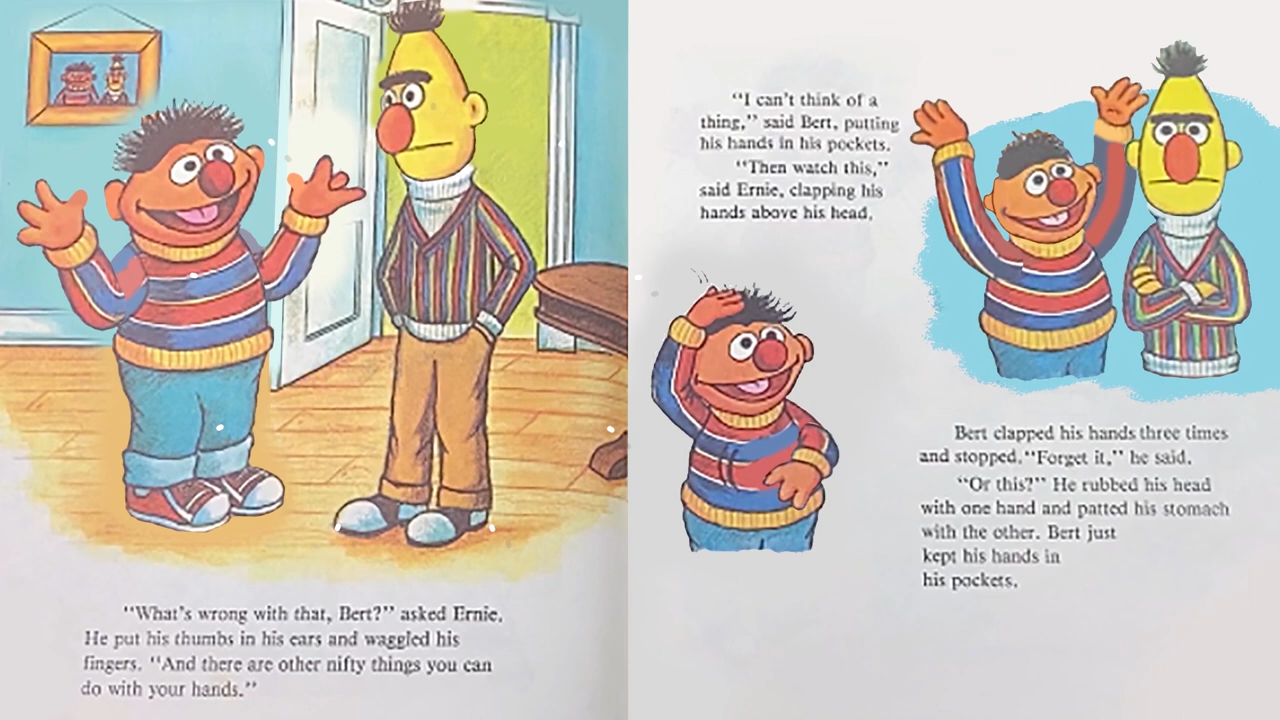 "What's wrong with that, Bert?" asked Ernie.
He put his thumbs in his ears and waggled his
fingers. "And there are other nifty things you can
do with your hands."
"I can't think of a
thing," said Bert, putting
his hands in his pockets.
"Then watch this,"
said Ernie, clapping his
hands above his head.
Bert clapped his hands three times
and stopped. "Forget it," he said.
"Or this?" He rubbed his head
with one hand and patted his stomach
with the other. Bert just
kept his hands in
his pockets.